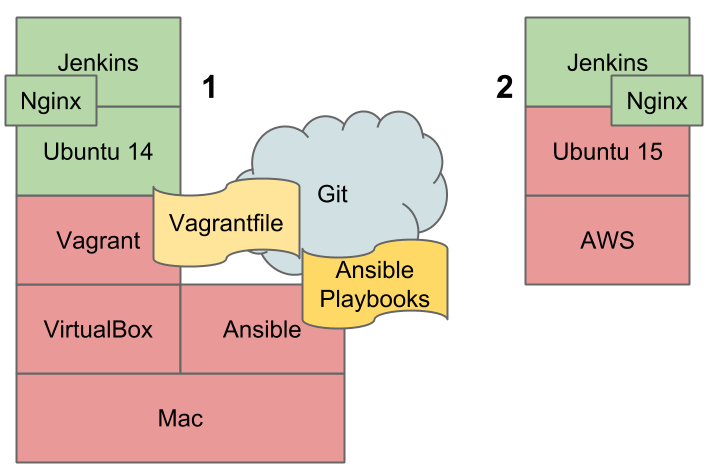 Jenkins
Nginx
Ubuntu 14
1
Vagrant
Vagrantfile
Git
Ansible
Playbooks
VirtualBox
Ansible
Mac
2
Jenkins
Nginx
Ubuntu 15
AWS